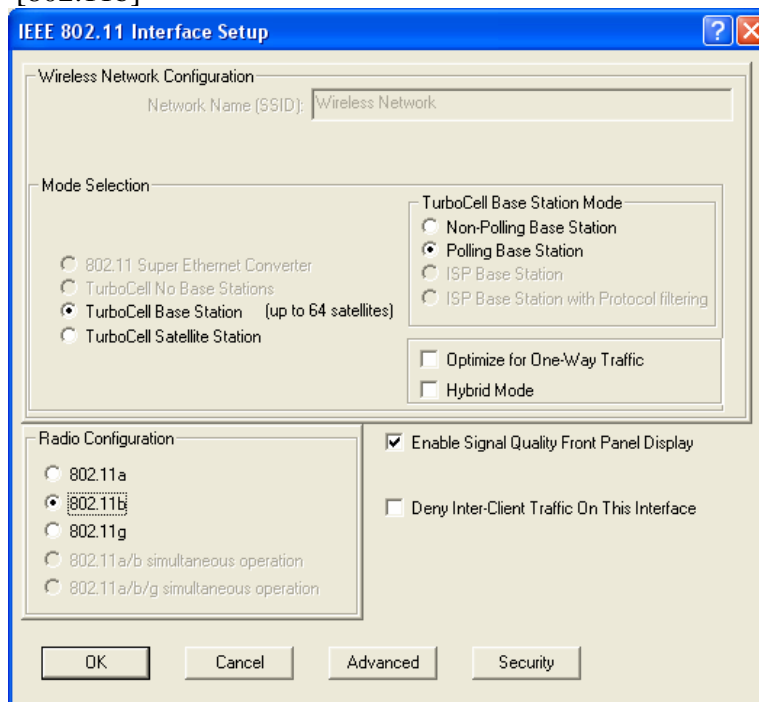 [802.11b]
IEEE 802.11 Interface Setup
Wireless Network Configuration
Network Name (SSID): Wireless Network
Mode Selection
802.11 Super Ethernet Converter
TurboCell No Base Stations
TurboCell Base Station (up to 64 satellites)
TurboCell Satellite Station
TurboCell Base Station Mode
Non-Polling Base Station
Polling Base Station
ISP Base Station
ISP Base Station with Protocol filtering
Optimize for One-Way Traffic
Hybrid Mode
Radio Configuration
802.11a
802.11b
802.11g
802.11a/b simultaneous operation
802.11a/b/g simultaneous operation
Enable Signal Quality Front Panel Display
Deny Inter-Client Traffic On This Interface
OK Cancel Advanced Security